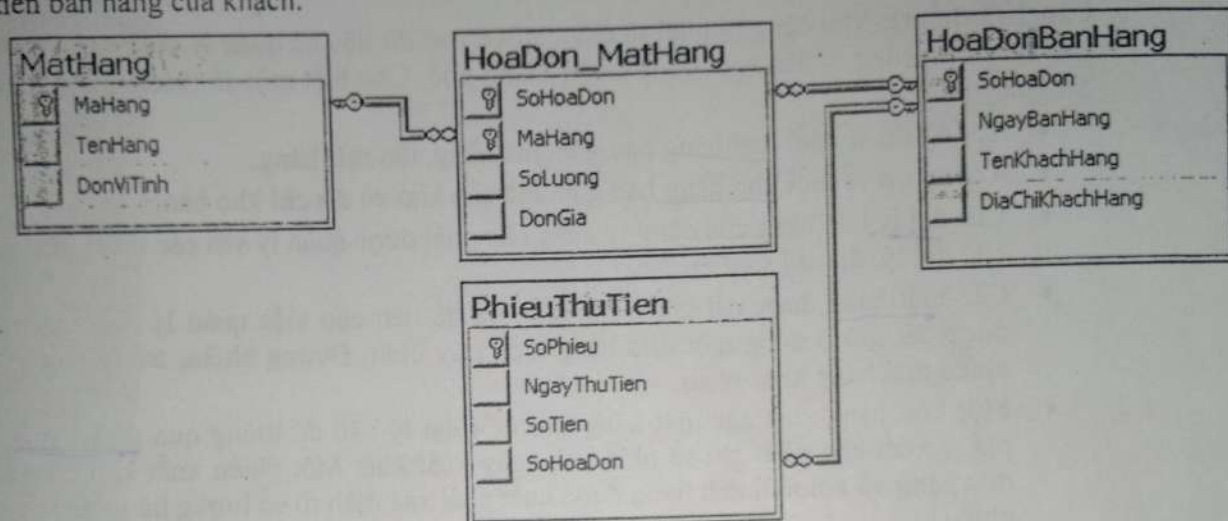 bán hàng của khách.
MatHang
MaHang
TenHang
DonViTinh
HoaDon_MatHang
SoHoaDon
MaHang
SoLuong
DonGia
HoaDonBanHang
SoHoaDon
NgayBanHang
TenKhachHang
DiaChiKhachHang
PhieuThuTien
SoPhieu
NgayThuTien
SoTien
SoHoaDon